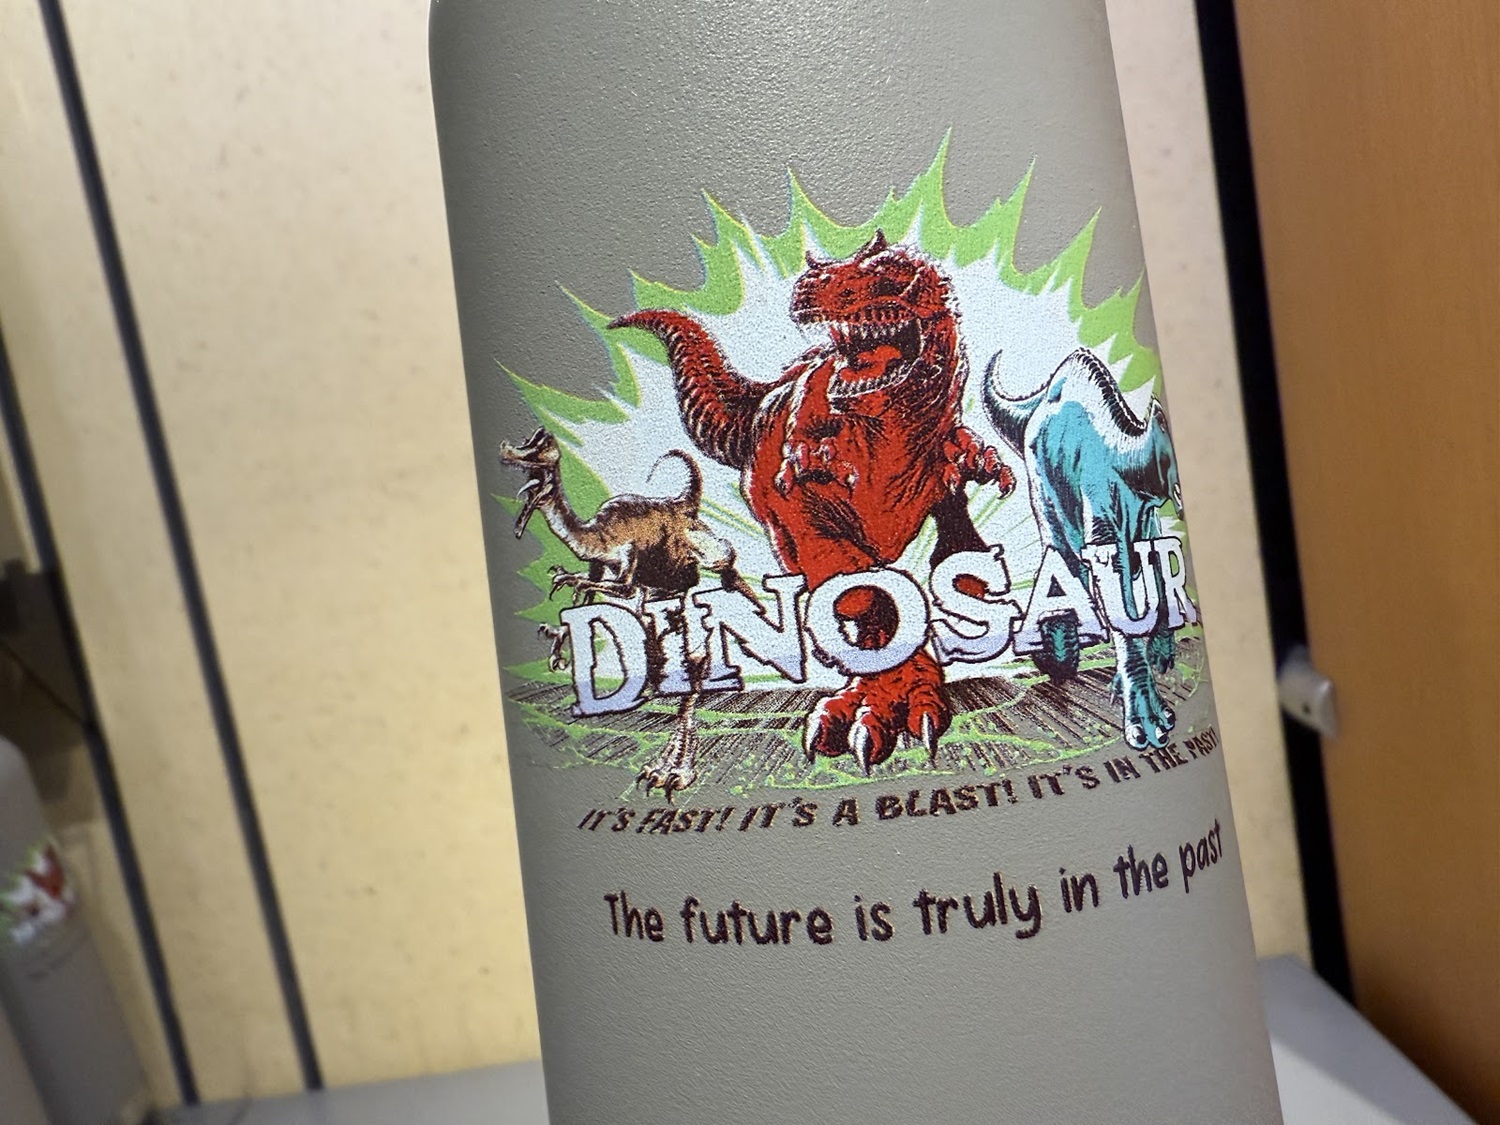 DINOSAUR
IT'S FAST! IT'S A BLAST! IT'S IN THE PAST!
The future is truly in the past